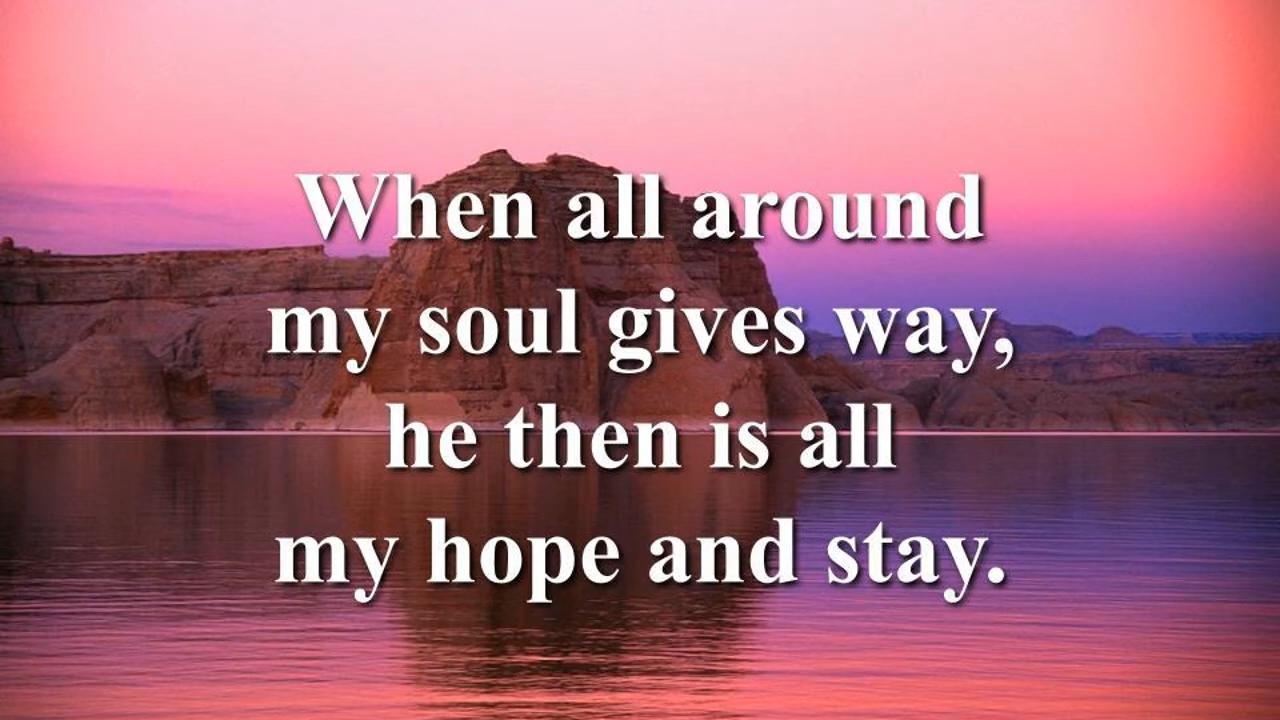 When all around
my soul gives way,
he then is all
my hope and stay.